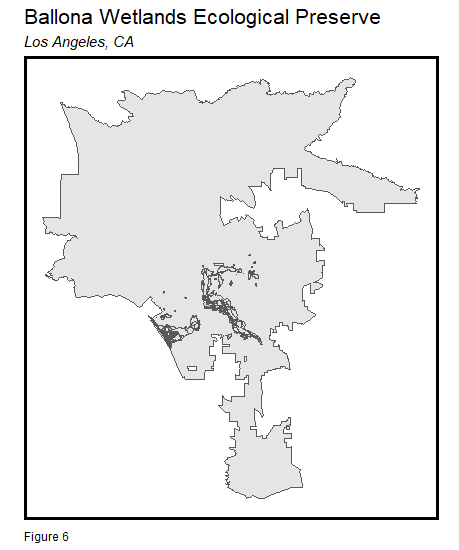 Ballona Wetlands Ecological Preserve
Los Angeles, CA
Figure 6